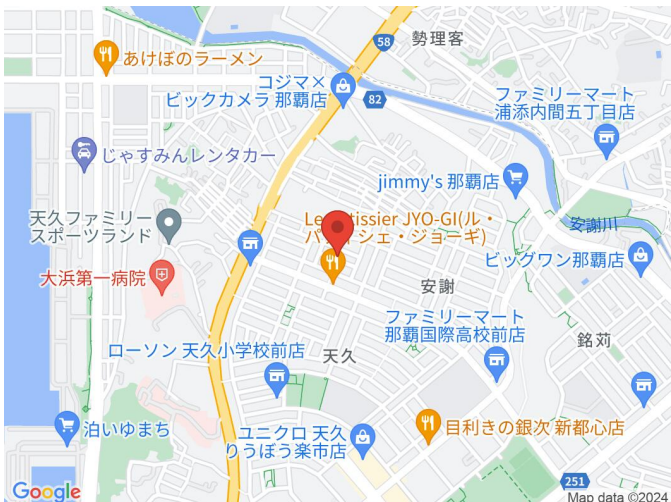 58
勢理客
あけぼのラーメン
コジマ×
ビックカメラ 那覇店
82
ファミリーマート
浦添内間五丁目店
じゃすみんレンタカー
jimmy's 那覇店
天久ファミリー
スポーツランド
安謝川
大浜第一病院
ビッグワン那覇店
安謝
ファミリーマート
那覇国際高校前店
銘苅
ローソン 天久小学校前店
天久
泊いゆまち
ユニクロ 天久
りうぼう楽市店
目利きの銀次 新都心店
251
Google
Map data ©2024